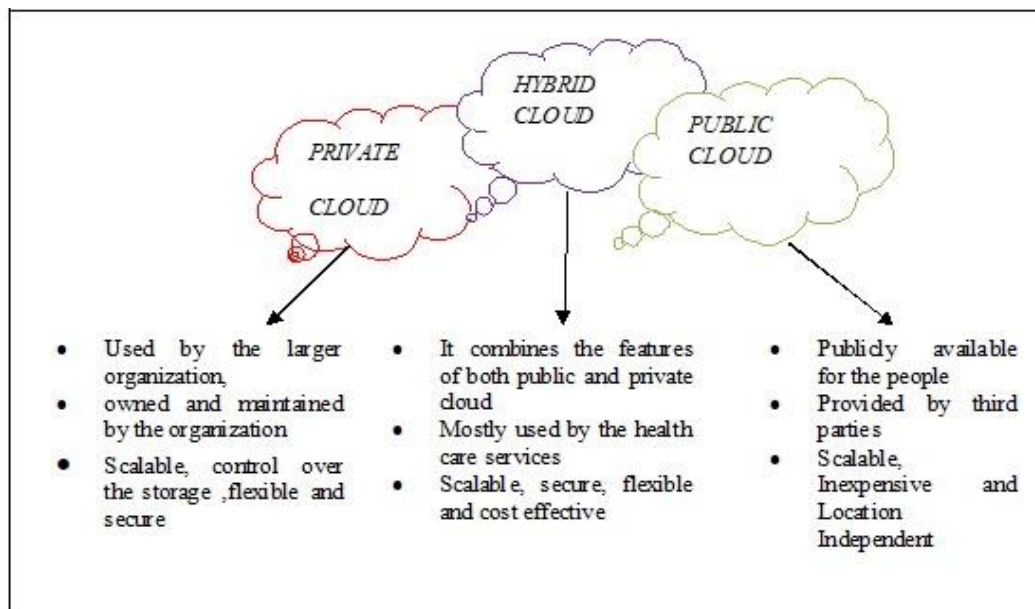 PRIVATE
CLOUD
HYBRID
CLOUD
PUBLIC
CLOUD
• Used by the larger
organization,
• owned and maintained
by the organization
• Scalable, control over
the storage ,flexible and
secure
• It combines the features
of both public and private
cloud
• Mostly used by the health
care services
• Scalable, secure, flexible
and cost effective
• Publicly available
for the people
• Provided by third
parties
• Scalable,
Inexpensive and
Location
Independent